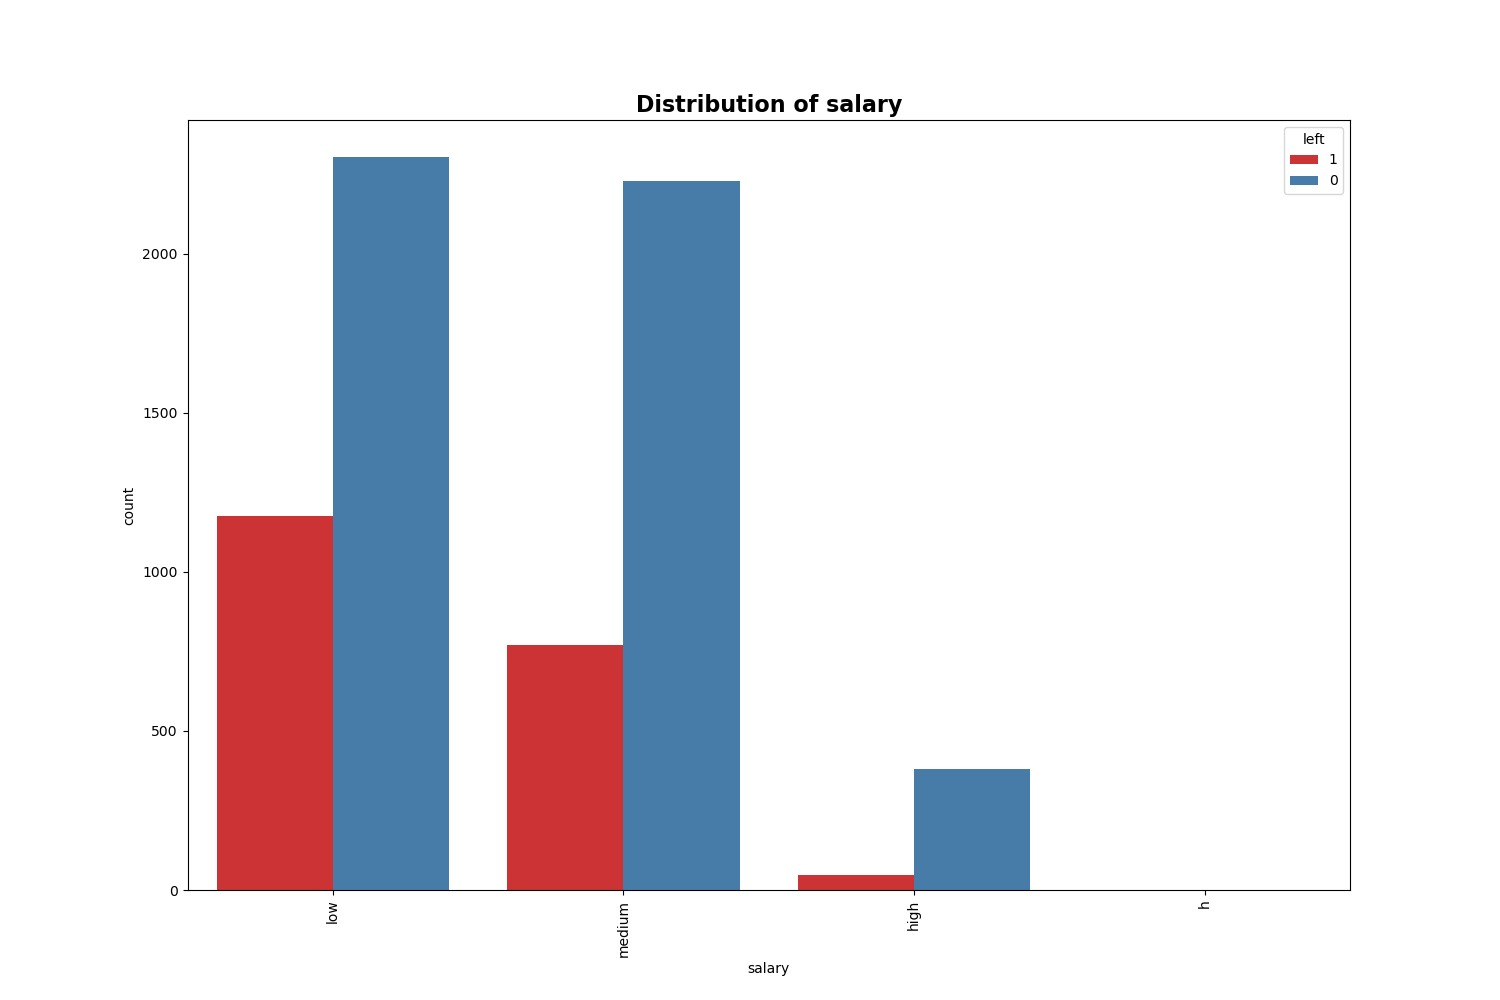 Distribution of salary
left
1
0
2000
1500
1000
500
0
count
low
medium
high
h
salary